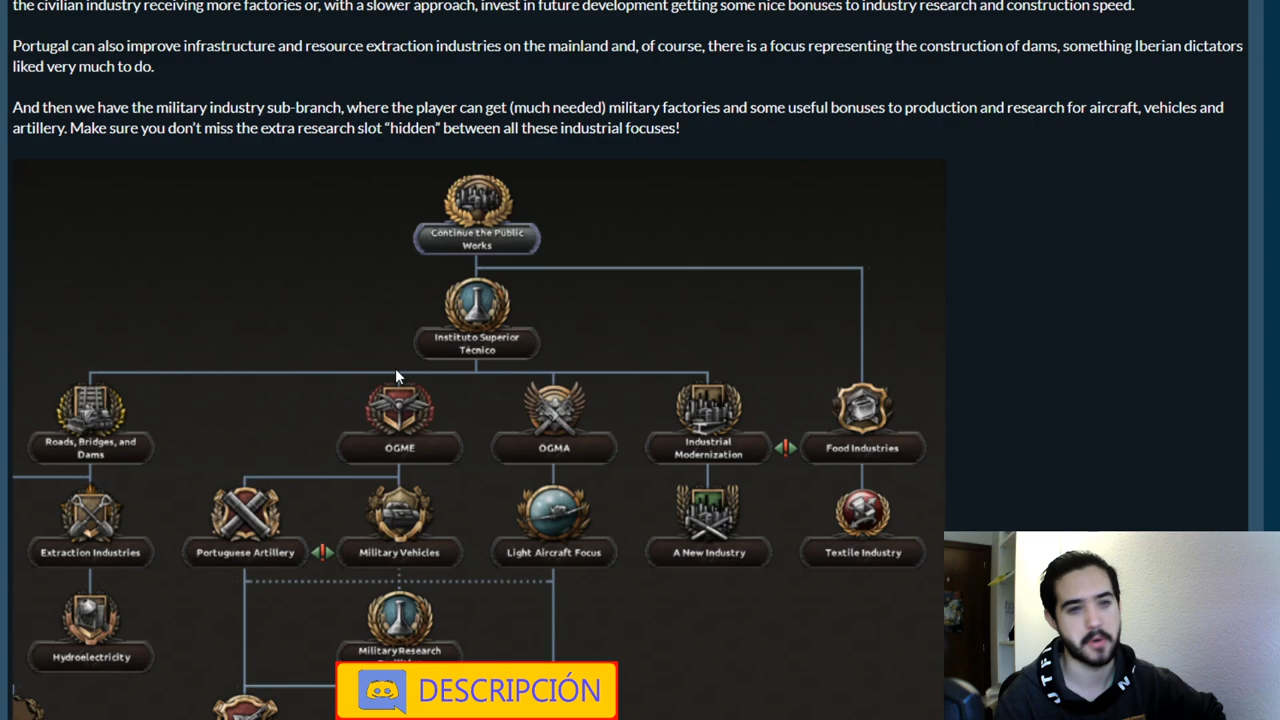 the civilian industry receiving more factories or, with a slower approach, invest in future development getting some nice bonuses to industry research and construction speed.
Portugal can also improve infrastructure and resource extraction industries on the mainland and, of course, there is a focus representing the construction of dams, something Iberian dictators
liked very much to do.
And then we have the military industry sub-branch, where the player can get (much needed) military factories and some useful bonuses to production and research for aircraft, vehicles and
artillery. Make sure you don't miss the extra research slot “hidden” between all these industrial focuses!
Continue the Public
Works
Instituto Superior
Técnico
Roads, Bridges, and
Dams
OGME
OGMA
Industrial
Modernization
Food Industries
Extraction Industries
Portuguese Artillery
Military Vehicles
Light Aircraft Focus
A New Industry
Textile Industry
Hydroelectricity
Military Research
DESCRIPCIÓN